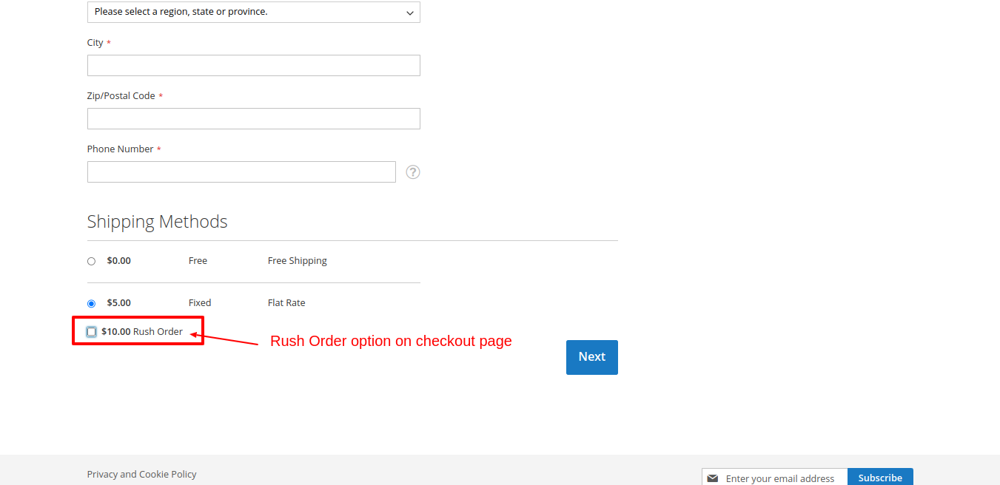 Please select a region, state or province.
City *
Zip/Postal Code *
Phone Number *
?
Shipping Methods
$0.00 Free Free Shipping
$5.00 Fixed Flat Rate
$10.00 Rush Order
Rush Order option on checkout page
Next
Privacy and Cookie Policy
Enter your email address Subscribe